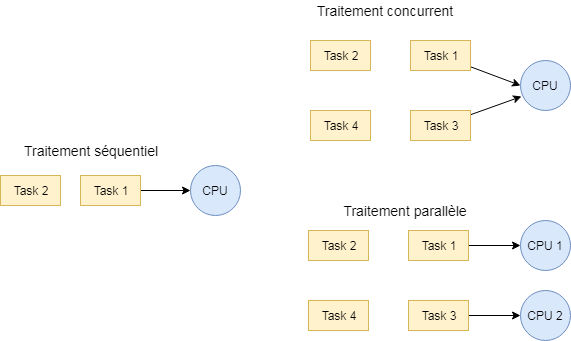 Traitement concurrent
Task 2 Task 1
CPU
Task 4 Task 3
Traitement séquentiel
Task 2 Task 1 CPU
Traitement parallèle
Task 2 Task 1 CPU 1
Task 4 Task 3 CPU 2